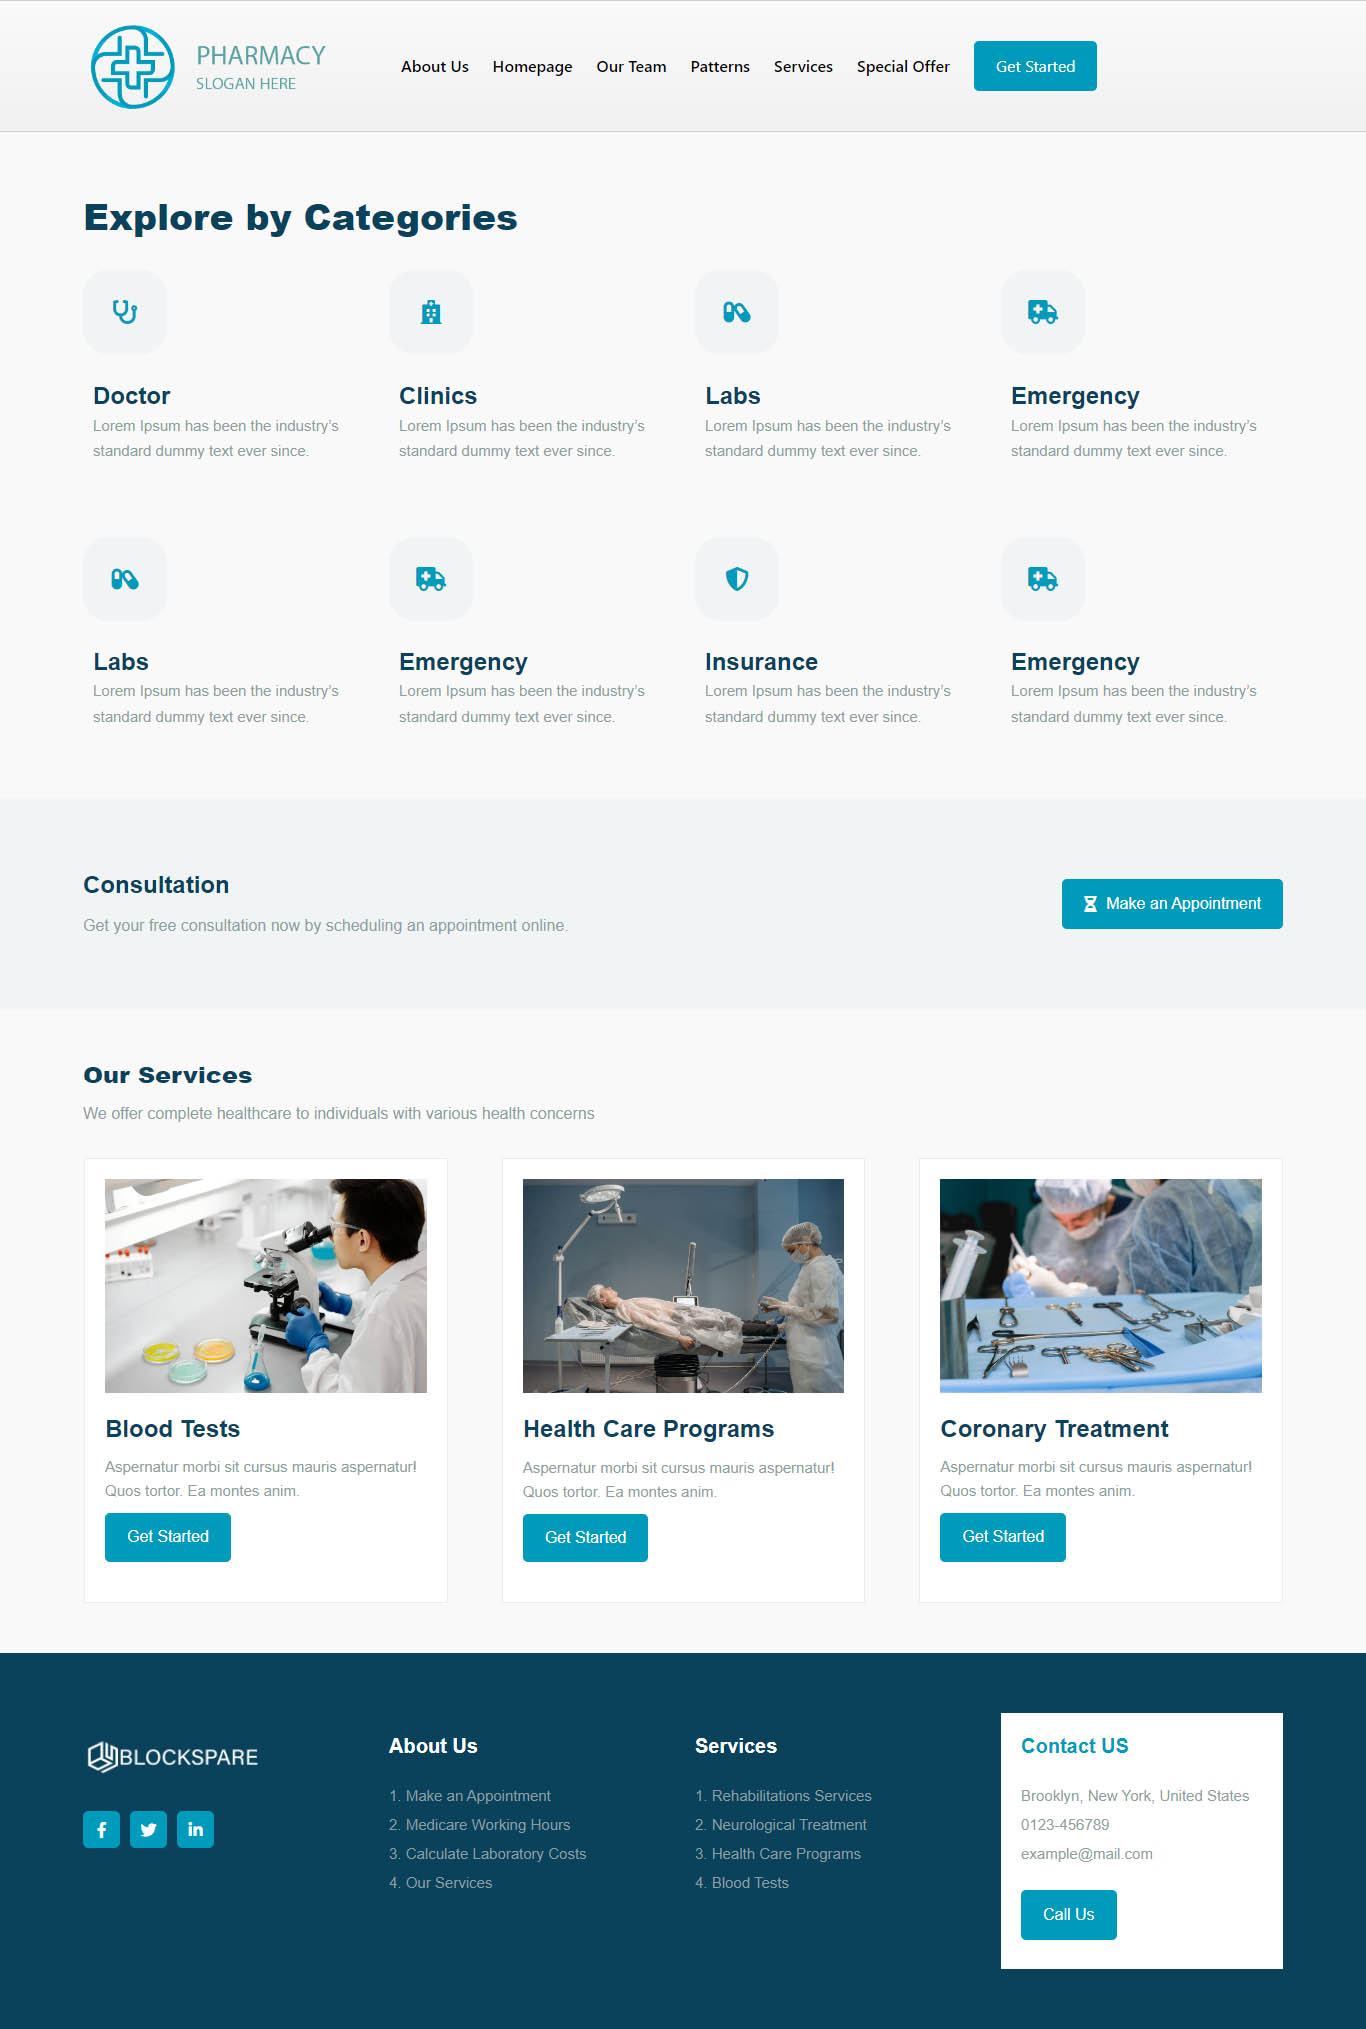 PHARMACY
SLOGAN HERE
About Us Homepage Our Team Patterns Services Special Offer Get Started
Explore by Categories
Doctor
Lorem Ipsum has been the industry’s
standard dummy text ever since.
Clinics
Lorem Ipsum has been the industry’s
standard dummy text ever since.
Labs
Lorem Ipsum has been the industry’s
standard dummy text ever since.
Emergency
Lorem Ipsum has been the industry’s
standard dummy text ever since.
Labs
Lorem Ipsum has been the industry’s
standard dummy text ever since.
Emergency
Lorem Ipsum has been the industry’s
standard dummy text ever since.
Insurance
Lorem Ipsum has been the industry’s
standard dummy text ever since.
Emergency
Lorem Ipsum has been the industry’s
standard dummy text ever since.
Consultation
Get your free consultation now by scheduling an appointment online.
Make an Appointment
Our Services
We offer complete healthcare to individuals with various health concerns
Blood Tests
Aspernatur morbi sit cursus mauris aspernatur!
Quos tortor. Ea montes anim.
Get Started
Health Care Programs
Aspernatur morbi sit cursus mauris aspernatur!
Quos tortor. Ea montes anim.
Get Started
Coronary Treatment
Aspernatur morbi sit cursus mauris aspernatur!
Quos tortor. Ea montes anim.
Get Started
BLOCKSPARE
About Us
1. Make an Appointment
2. Medicare Working Hours
3. Calculate Laboratory Costs
4. Our Services
Services
1. Rehabilitations Services
2. Neurological Treatment
3. Health Care Programs
4. Blood Tests
Contact US
Brooklyn, New York, United States
0123-456789
example@mail.com
Call Us